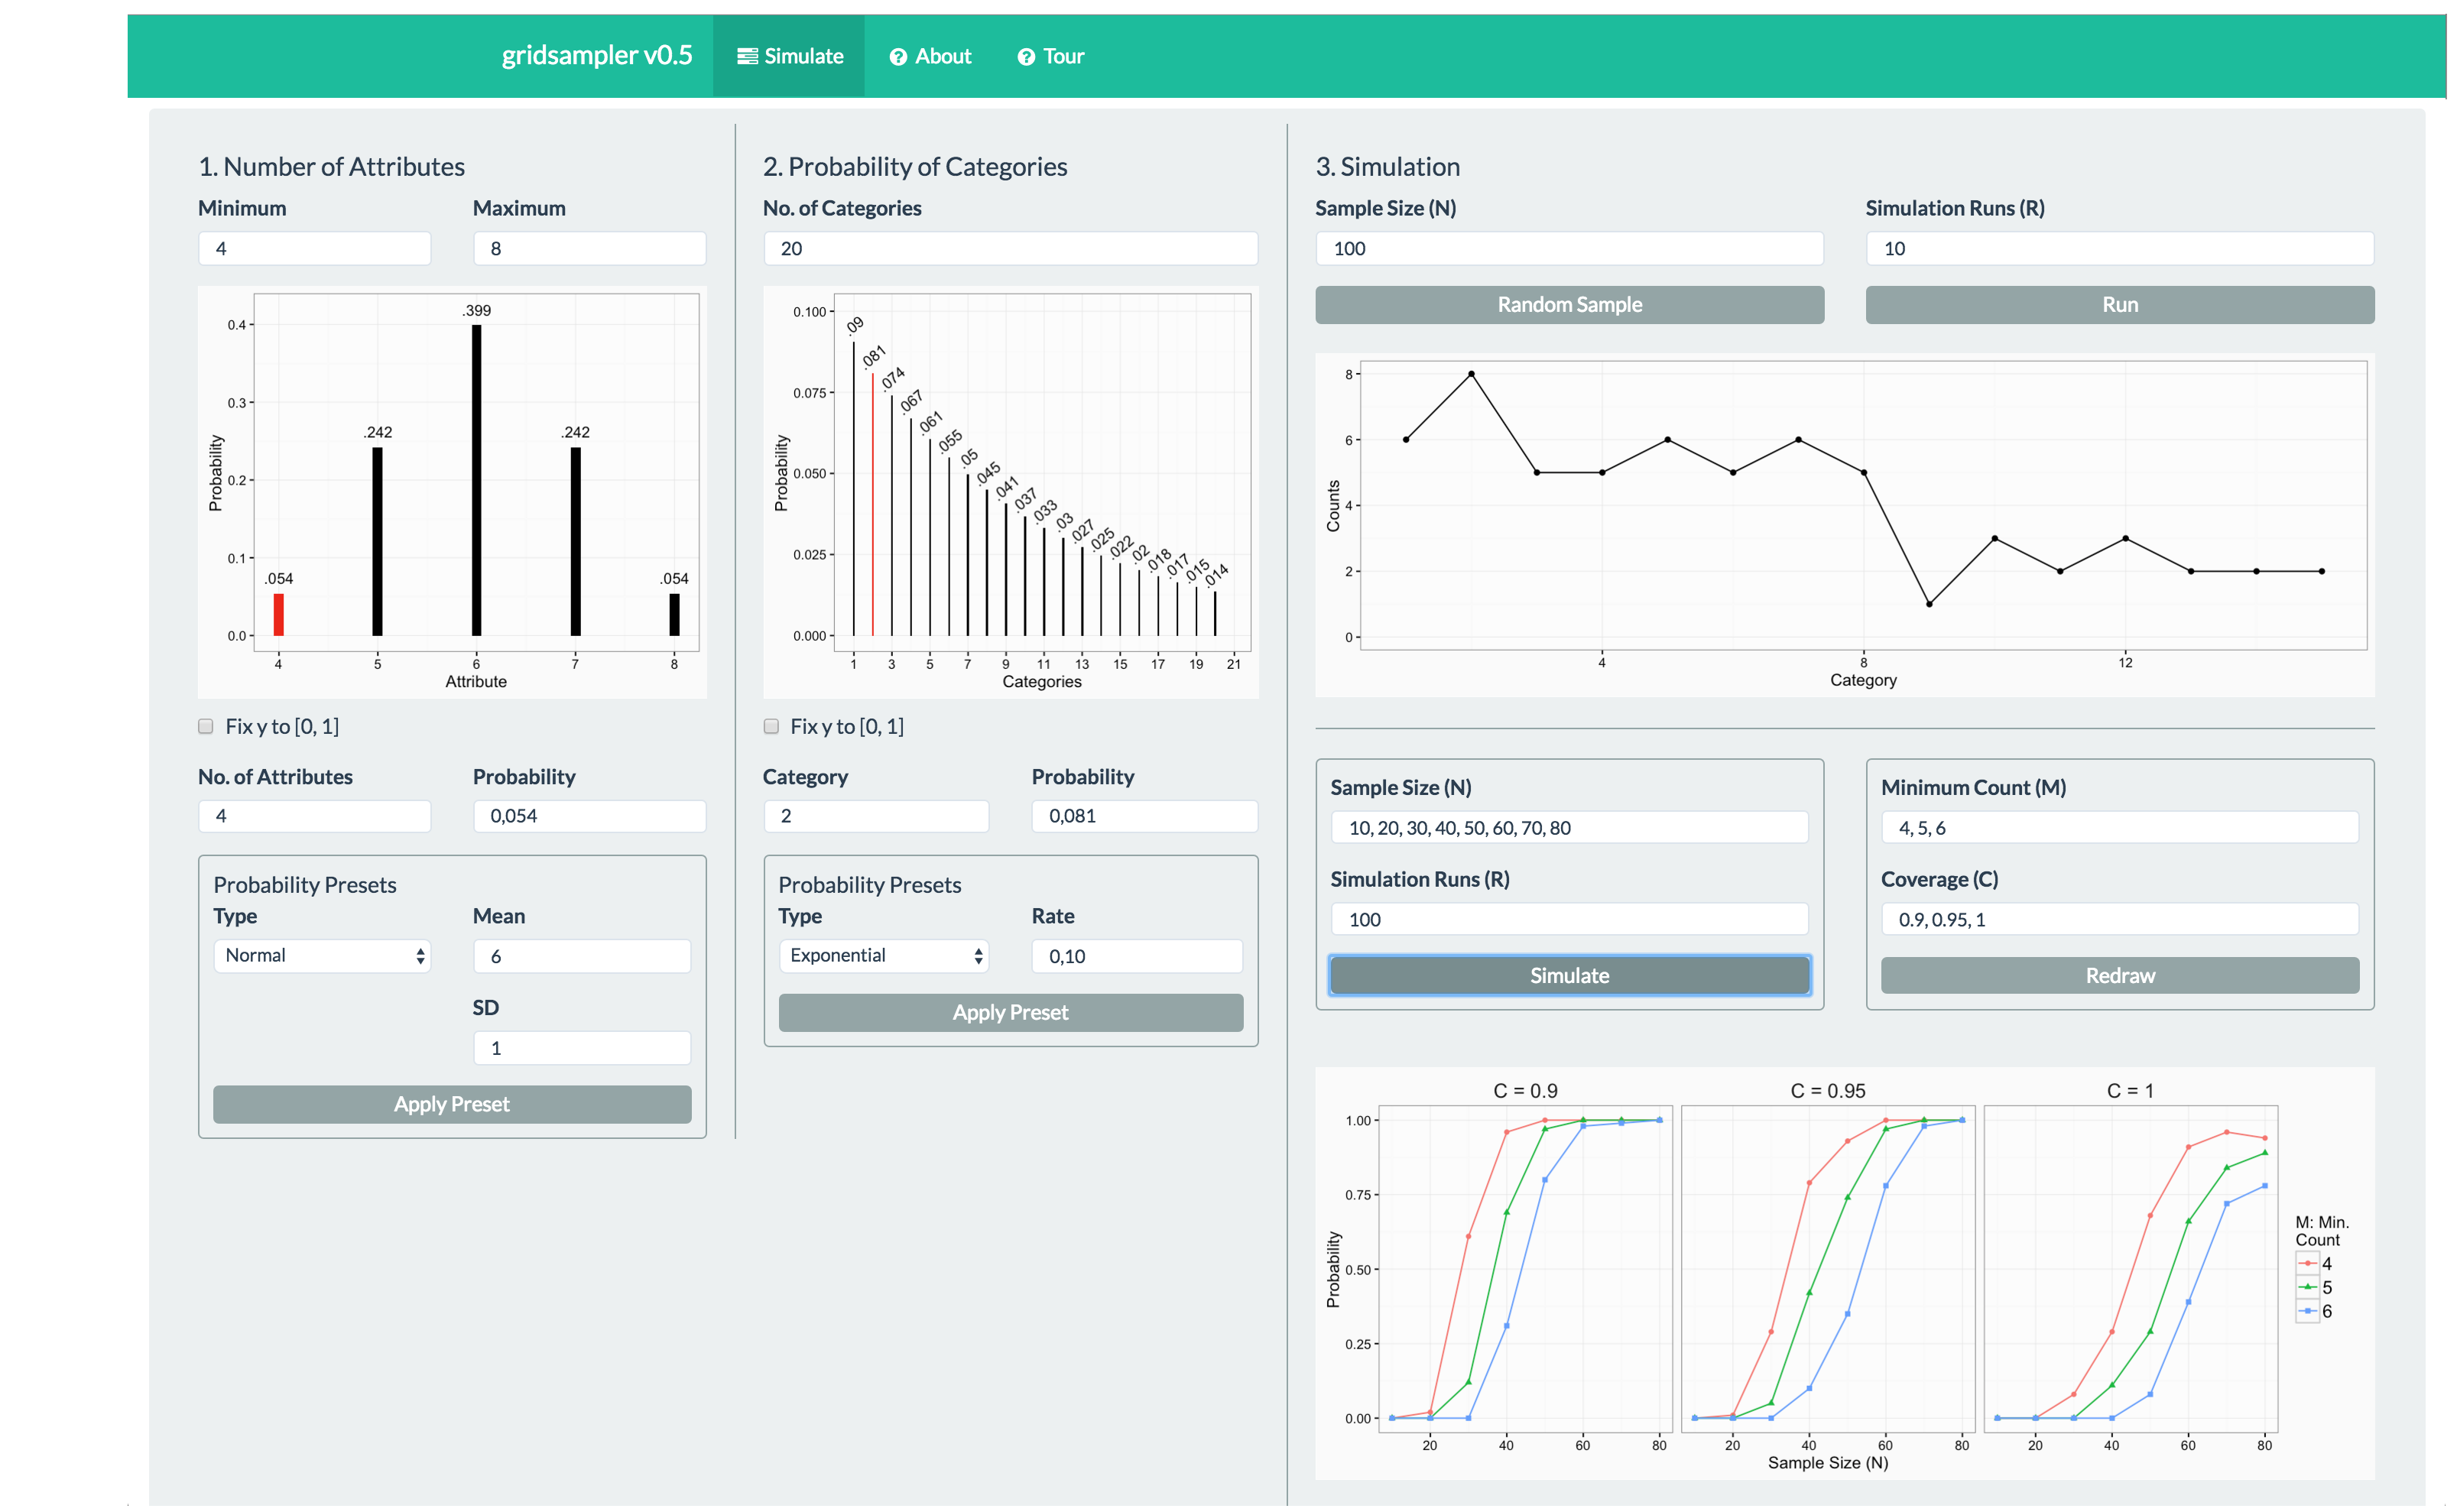 gridsampler v0.5 Simulate About Tour
1. Number of Attributes
Minimum Maximum
4 8
Probability
0.4
0.3
0.2
0.1
0.0
.054 .242 .399 .242 .054
4 5 6 7 8
Attribute
Fix y to [0, 1]
No. of Attributes Probability
4 0,054
Probability Presets
Type Mean
Normal 6
SD
1
Apply Preset
2. Probability of Categories
No. of Categories
20
Probability
0.100
0.075
0.050
0.025
0.000
.09 .081 .074 .067 .061 .055 .05 .045 .041 .037 .033 .03 .027 .025 .022 .02 .018 .017 .015 .014
1 3 5 7 9 11 13 15 17 19 21
Categories
Fix y to [0, 1]
Category Probability
2 0,081
Probability Presets
Type Rate
Exponential 0,10
Apply Preset
3. Simulation
Sample Size (N) Simulation Runs (R)
100 10
Random Sample Run
Counts
8
6
4
2
0
4 8 12
Category
Sample Size (N)
10, 20, 30, 40, 50, 60, 70, 80
Simulation Runs (R)
100
Simulate
Minimum Count (M)
4, 5, 6
Coverage (C)
0.9, 0.95, 1
Redraw
C = 0.9 C = 0.95 C = 1
Probability
1.00
0.75
0.50
0.25
0.00
20 40 60 80 20 40 60 80 20 40 60 80
Sample Size (N)
M: Min.
Count
4
5
6